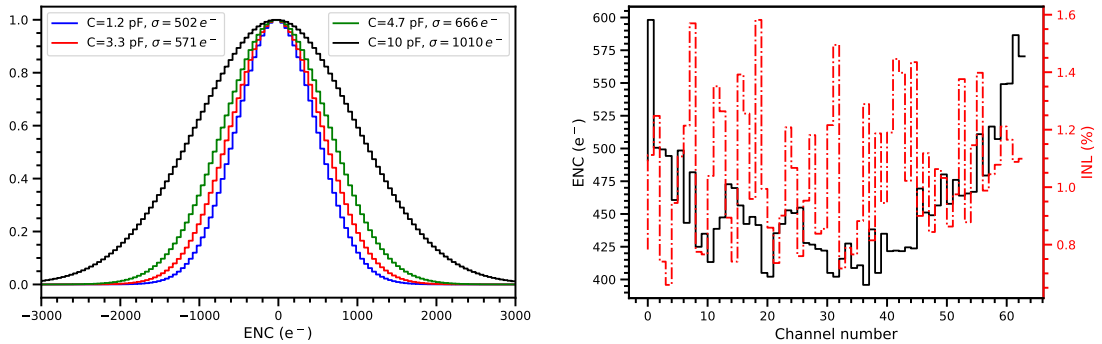 C=1.2 pF, σ=502 e⁻
C=3.3 pF, σ=571 e⁻
C=4.7 pF, σ=666 e⁻
C=10 pF, σ=1010 e⁻
1.0
0.8
0.6
0.4
0.2
0.0
−3000 −2000 −1000 0 1000 2000 3000
ENC (e⁻)
600
575
550
525
500
475
450
425
400
ENC (e⁻)
0 10 20 30 40 50 60
Channel number
1.6
1.4
1.2
1.0
0.8
INL (%)